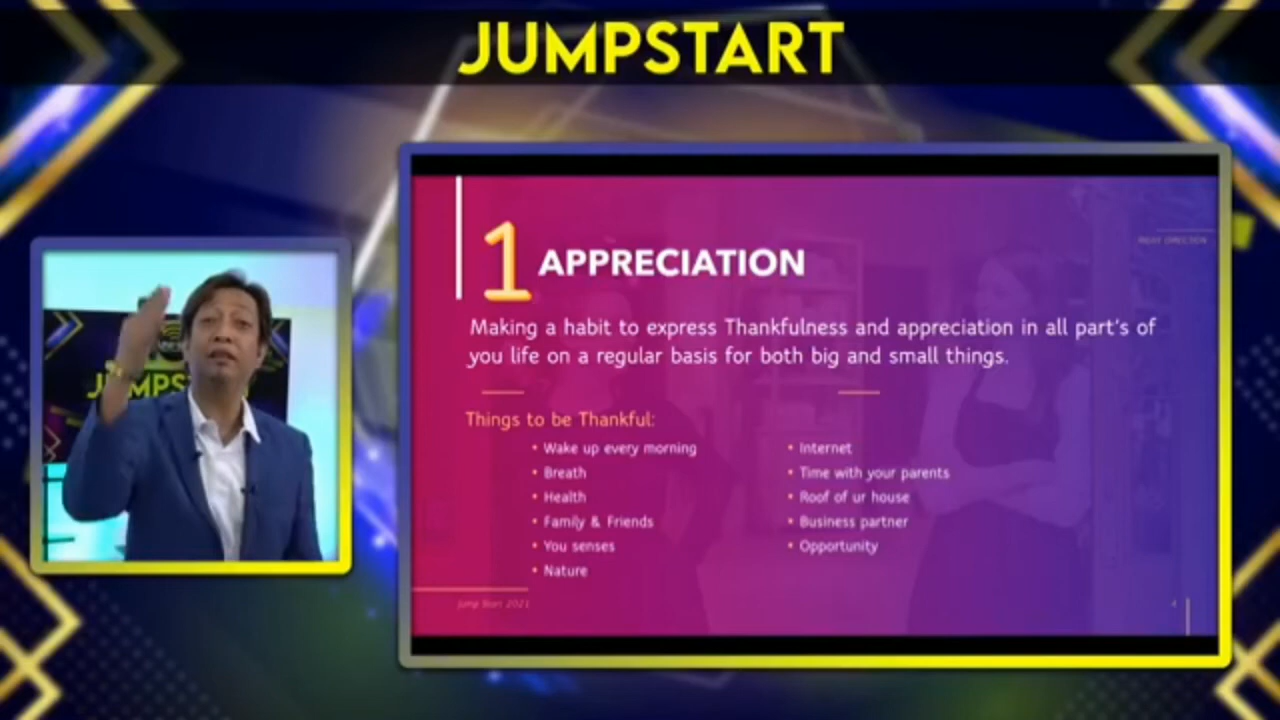 JUMPSTART
JUMPS
1 APPRECIATION
Making a habit to express Thankfulness and appreciation in all part's of
you life on a regular basis for both big and small things.
Things to be Thankful:
• Wake up every morning
• Breath
• Health
• Family & Friends
• You senses
• Nature
• Internet
• Time with your parents
• Roof of ur house
• Business partner
• Opportunity
Jump Start 2021
4